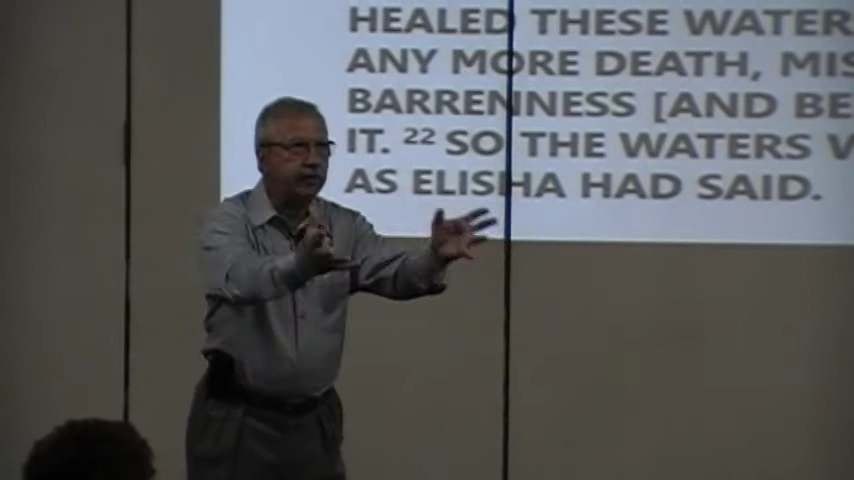 HEALED THESE WATER
ANY MORE DEATH, MIS
BARRENNESS [AND BE
IT. 22 SO THE WATERS W
AS ELISHA HAD SAID.